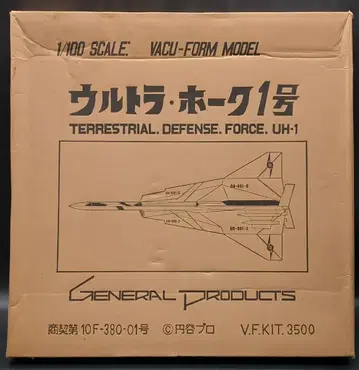 1/100 SCALE: VACU-FORM MODEL
ウルトラ・ホーク1号
TERRESTRIAL. DEFENSE. FORCE. UH-1
GENERAL PRODUCTS
商契第10F-380-01号 ©円谷プロ V.F.KIT. 3500